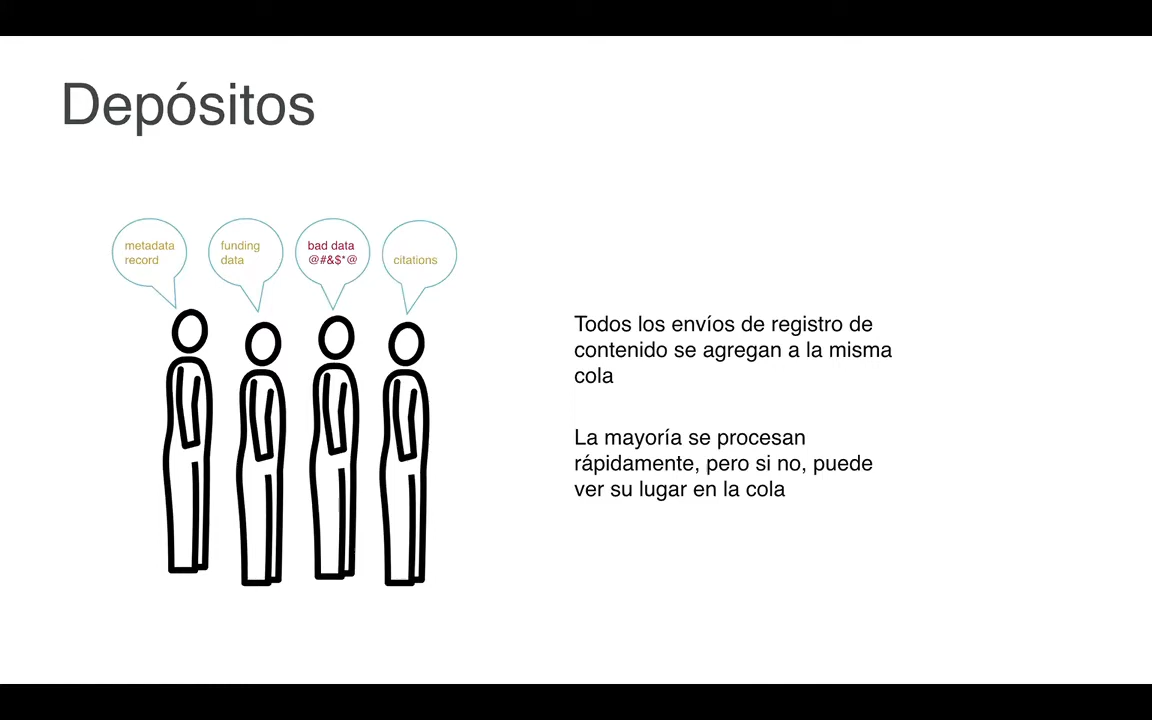 Depósitos
metadata
record
funding
data
bad data
@#&$*@
citations
Todos los envíos de registro de
contenido se agregan a la misma
cola
La mayoría se procesan
rápidamente, pero si no, puede
ver su lugar en la cola